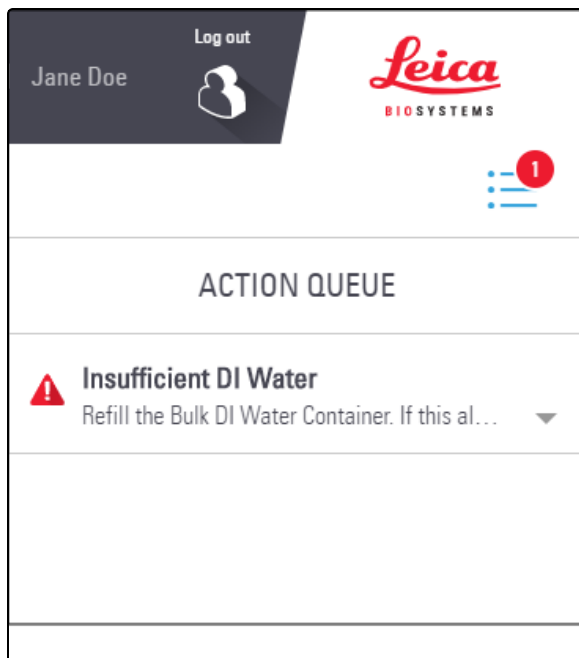 Log out
Jane Doe
Leica
BIOSYSTEMS
1
ACTION QUEUE
Insufficient DI Water
Refill the Bulk DI Water Container. If this al...